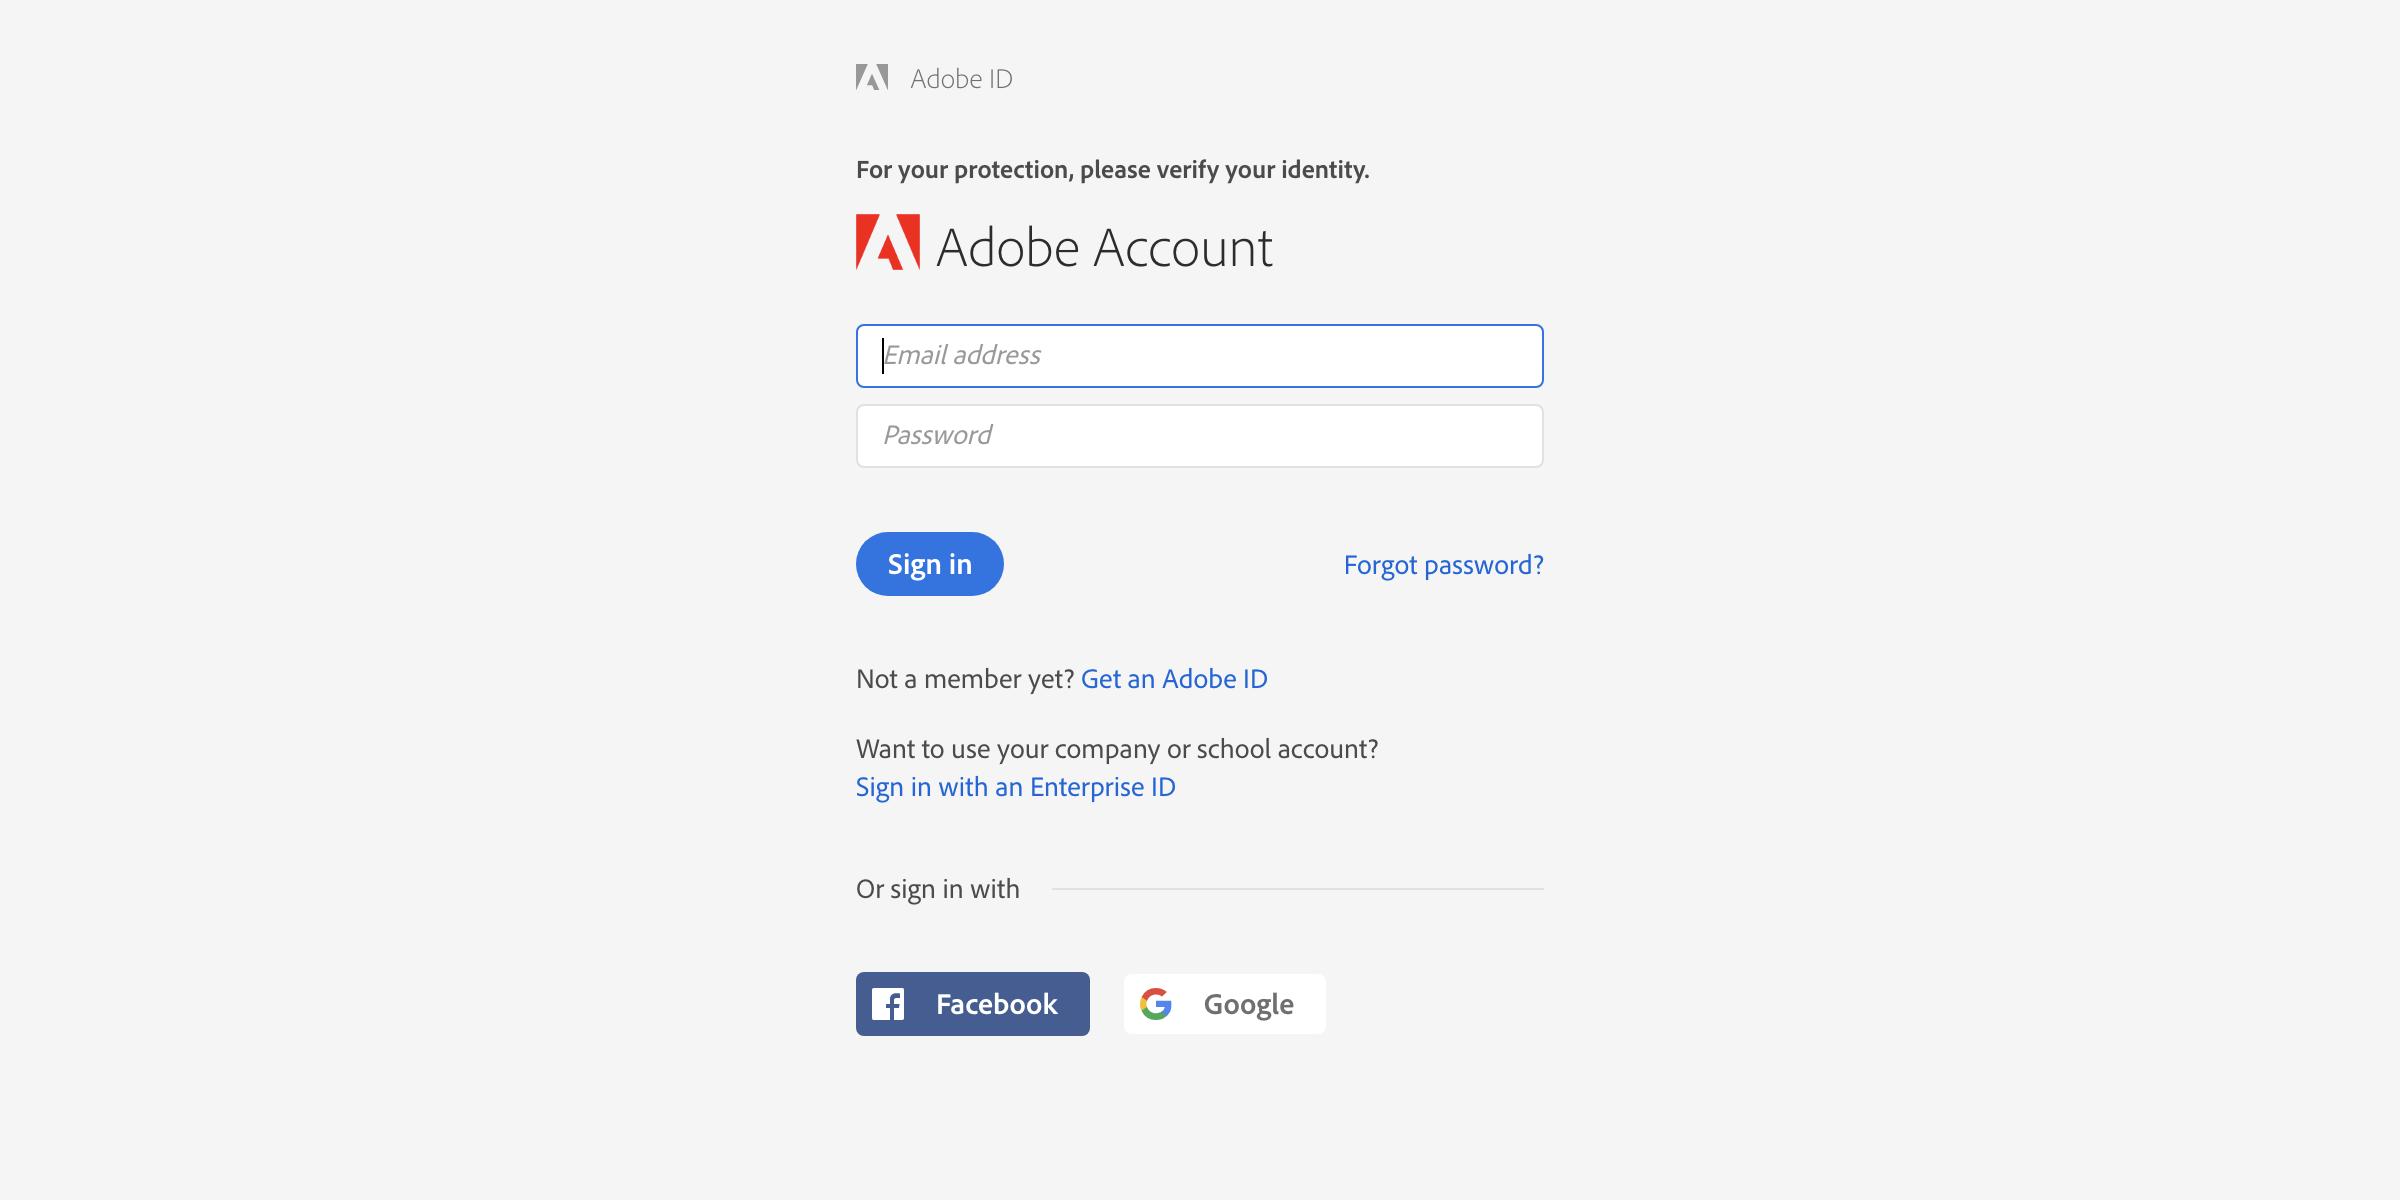 Adobe ID
For your protection, please verify your identity.
Adobe Account
Email address
Password
Sign in
Forgot password?
Not a member yet? Get an Adobe ID
Want to use your company or school account?
Sign in with an Enterprise ID
Or sign in with
Facebook
Google